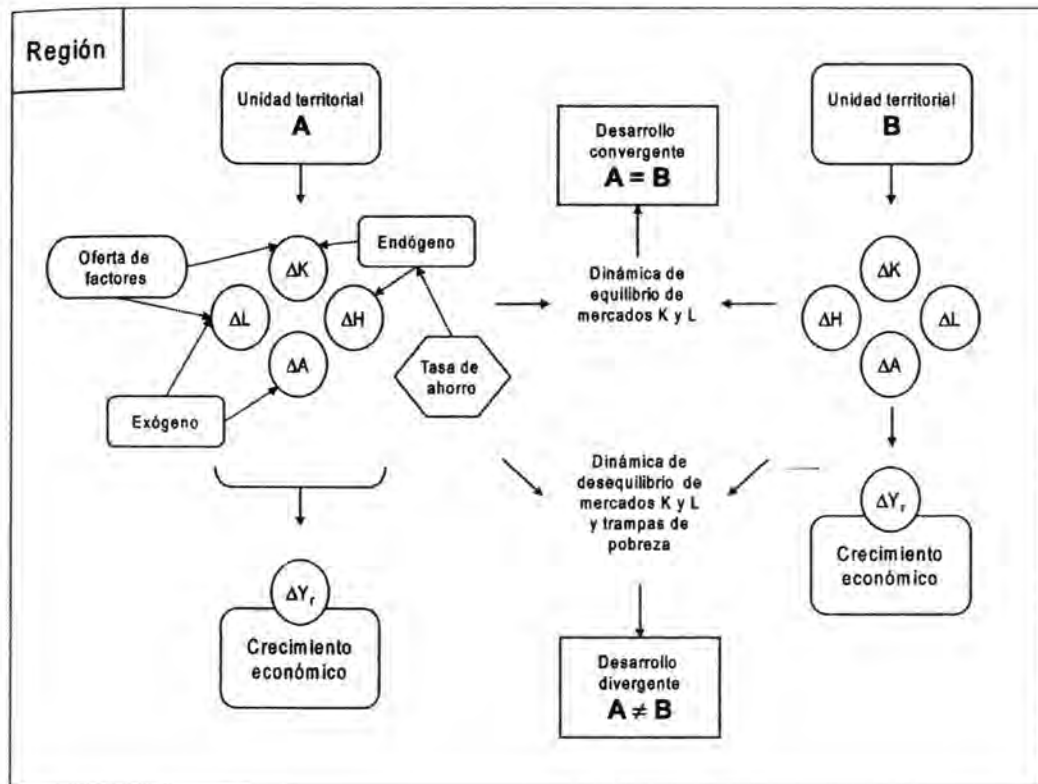 Región
Unidad territorial
A
Unidad territorial
B
Desarrollo
convergente
A = B
Oferta de
factores
Endógeno
ΔK
ΔL
ΔH
ΔA
Exógeno
Tasa de
ahorro
Dinámica de
equilibrio de
mercados K y L
ΔK
ΔH
ΔL
ΔA
Dinámica de
desequilibrio de
mercados K y L
y trampas de
pobreza
ΔYr
Crecimiento
económico
ΔYr
Crecimiento
económico
Desarrollo
divergente
A ≠ B